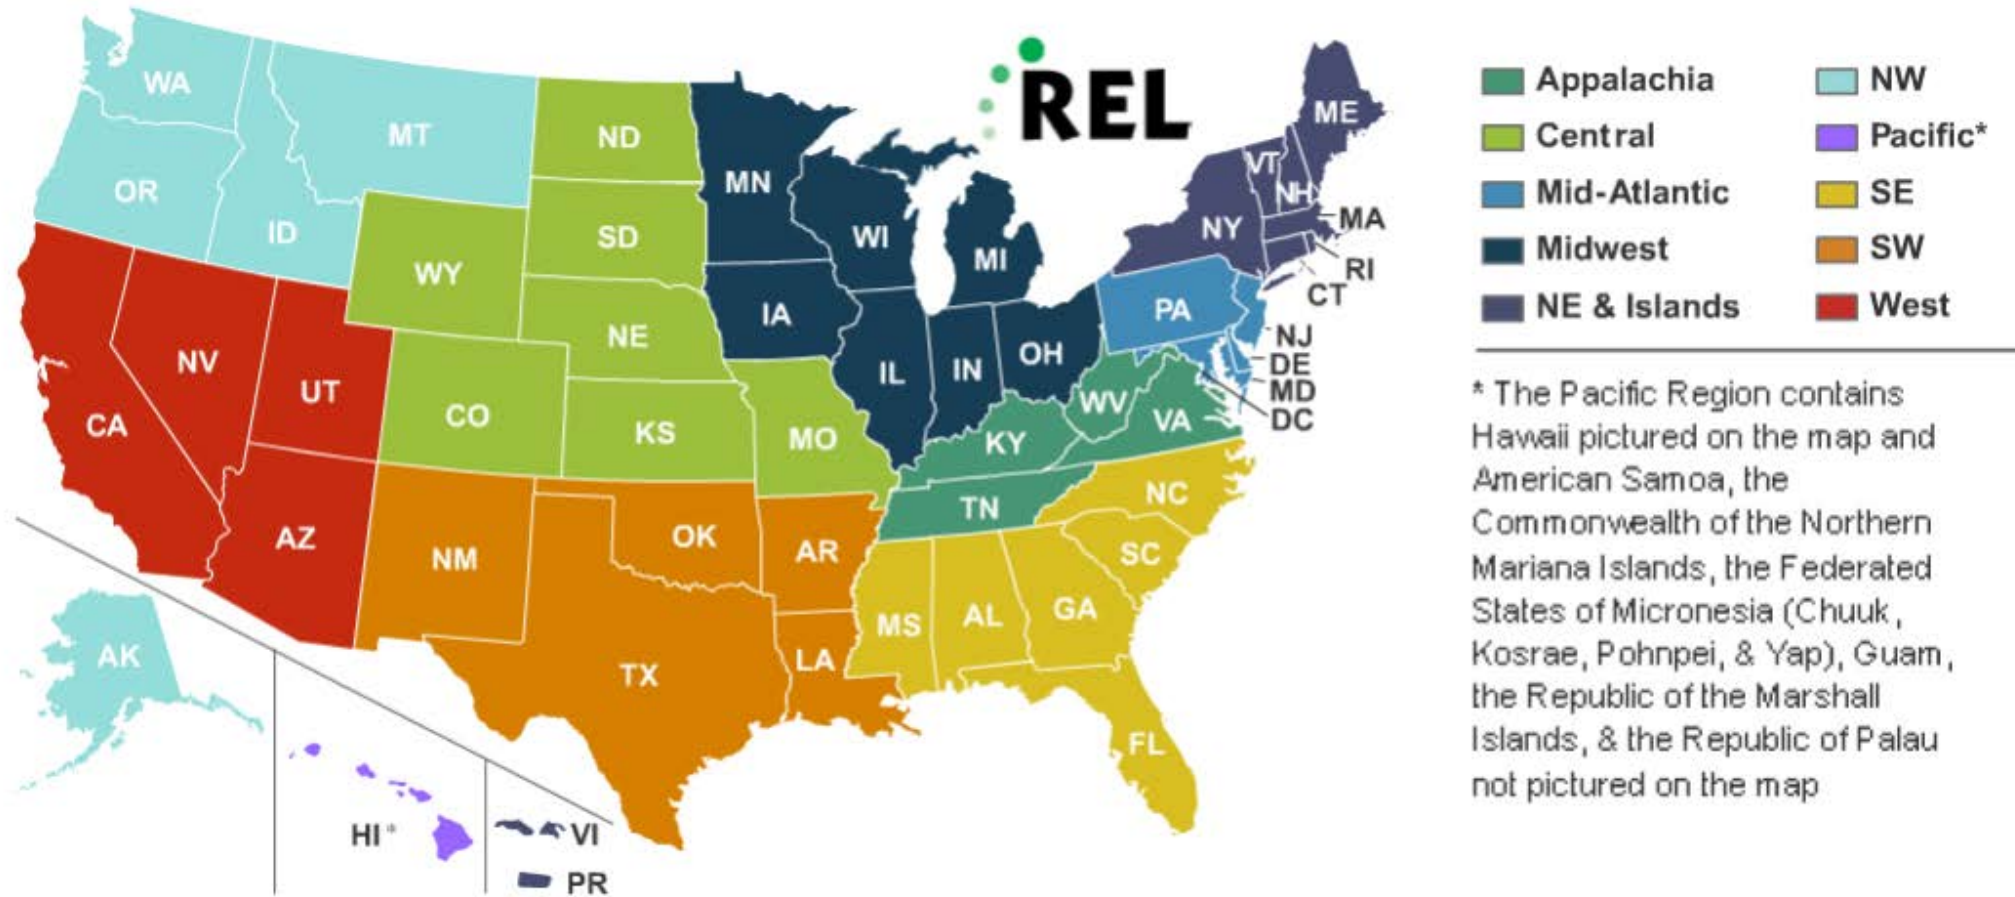 REL
WA
MT
ND
MN
ME
VT
NH
OR
ID
SD
WI
MI
NY
MA
RI
CT
WY
NE
IA
PA
NJ
DE
MD
DC
NV
UT
CO
KS
MO
IL
IN
OH
WV
VA
KY
CA
AZ
NM
OK
AR
TN
NC
SC
TX
LA
MS
AL
GA
FL
AK
HI*
VI
PR
Appalachia
Central
Mid-Atlantic
Midwest
NE & Islands
NW
Pacific*
SE
SW
West
* The Pacific Region contains
Hawaii pictured on the map and
American Samoa, the
Commonwealth of the Northern
Mariana Islands, the Federated
States of Micronesia (Chuuk,
Kosrae, Pohnpei, & Yap), Guam,
the Republic of the Marshall
Islands, & the Republic of Palau
not pictured on the map